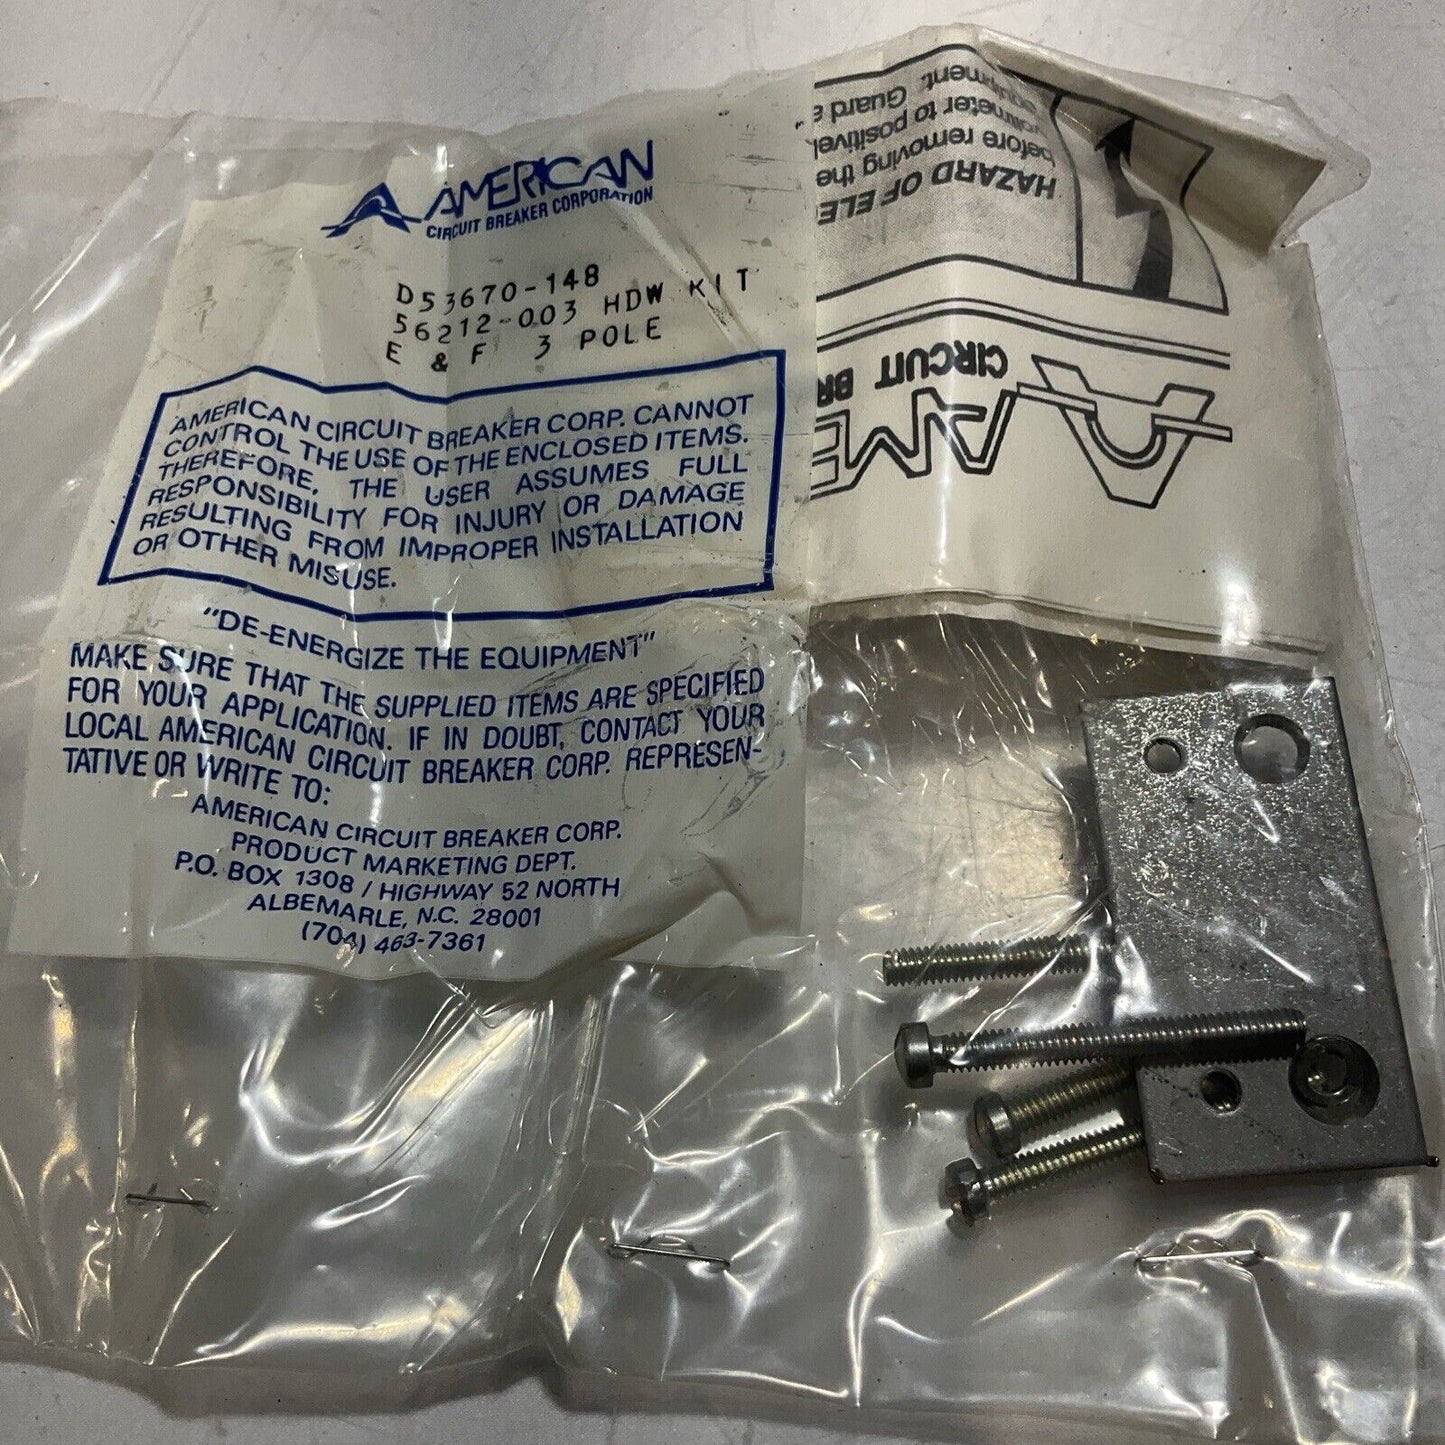 AMERICAN
CIRCUIT BREAKER CORPORATION
D53670-148
56212-003 HDW KIT
E & F 3 POLE
AMERICAN CIRCUIT BREAKER CORP. CANNOT
CONTROL THE USE OF THE ENCLOSED ITEMS.
THEREFORE, THE USER ASSUMES FULL
RESPONSIBILITY FOR INJURY OR DAMAGE
RESULTING FROM IMPROPER INSTALLATION
OR OTHER MISUSE.
"DE-ENERGIZE THE EQUIPMENT"
MAKE SURE THAT THE SUPPLIED ITEMS ARE SPECIFIED
FOR YOUR APPLICATION. IF IN DOUBT, CONTACT YOUR
LOCAL AMERICAN CIRCUIT BREAKER CORP. REPRESEN-
TATIVE OR WRITE TO:
AMERICAN CIRCUIT BREAKER CORP.
PRODUCT MARKETING DEPT.
P.O. BOX 1308 / HIGHWAY 52 NORTH
ALBEMARLE, N.C. 28001
(704) 463-7361
AME
CIRCUIT BR
HAZARD OF ELE
before removing the
voltmeter to positivel
equipment. Guard a